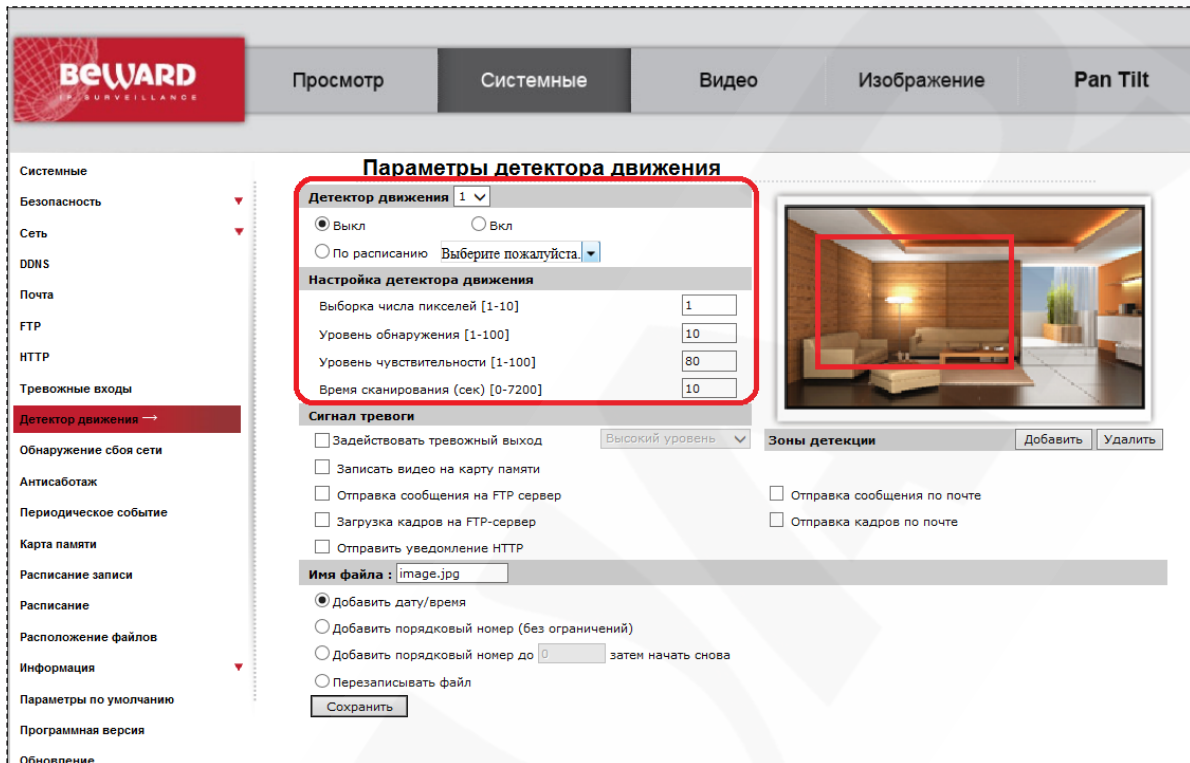 BEWARD
IP SURVEILLANCE
Просмотр
Системные
Видео
Изображение
Pan Tilt
Системные
Безопасность
Сеть
DDNS
Почта
FTP
HTTP
Тревожные входы
Детектор движения →
Обнаружение сбоя сети
Антисаботаж
Периодическое событие
Карта памяти
Расписание записи
Расписание
Расположение файлов
Информация
Параметры по умолчанию
Программная версия
Обновление
Параметры детектора движения
Детектор движения 1
Выкл
Вкл
По расписанию Выберите пожалуйста.
Настройка детектора движения
Выборка числа пикселей [1-10] 1
Уровень обнаружения [1-100] 10
Уровень чувствительности [1-100] 80
Время сканирования (сек) [0-7200] 10
Сигнал тревоги
Задействовать тревожный выход Высокий уровень
Записать видео на карту памяти
Отправка сообщения на FTP сервер
Загрузка кадров на FTP-сервер
Отправить уведомление HTTP
Зоны детекции Добавить Удалить
Отправка сообщения по почте
Отправка кадров по почте
Имя файла : image.jpg
Добавить дату/время
Добавить порядковый номер (без ограничений)
Добавить порядковый номер до 0 затем начать снова
Перезаписывать файл
Сохранить